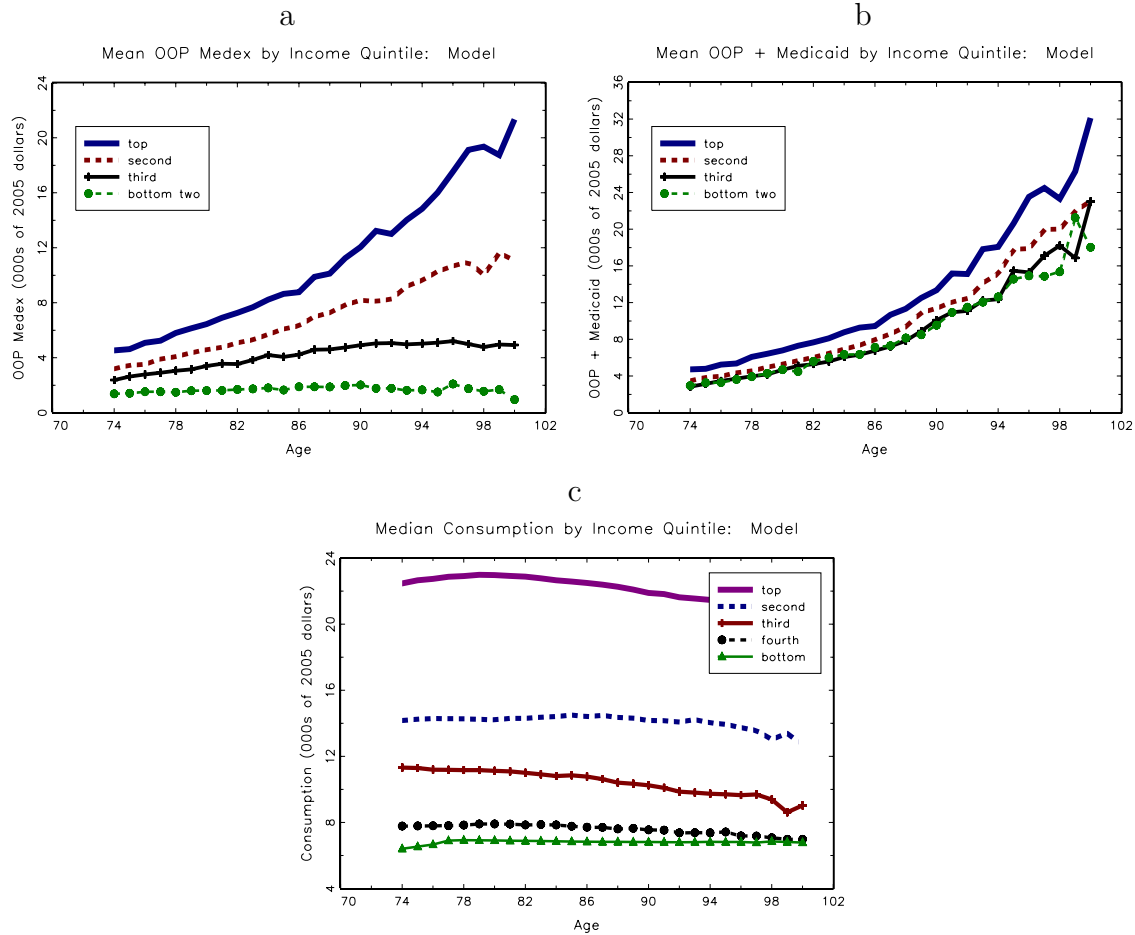 a
Mean OOP Medex by Income Quintile: Model
OOP Medex (000s of 2005 dollars)
24
20
16
12
8
4
0
top
second
third
bottom two
70 74 78 82 86 90 94 98 102
Age
b
Mean OOP + Medicaid by Income Quintile: Model
OOP + Medicaid (000s of 2005 dollars)
36
32
28
24
20
16
12
8
4
0
top
second
third
bottom two
70 74 78 82 86 90 94 98 102
Age
c
Median Consumption by Income Quintile: Model
Consumption (000s of 2005 dollars)
24
20
16
12
8
4
top
second
third
fourth
bottom
70 74 78 82 86 90 94 98 102
Age